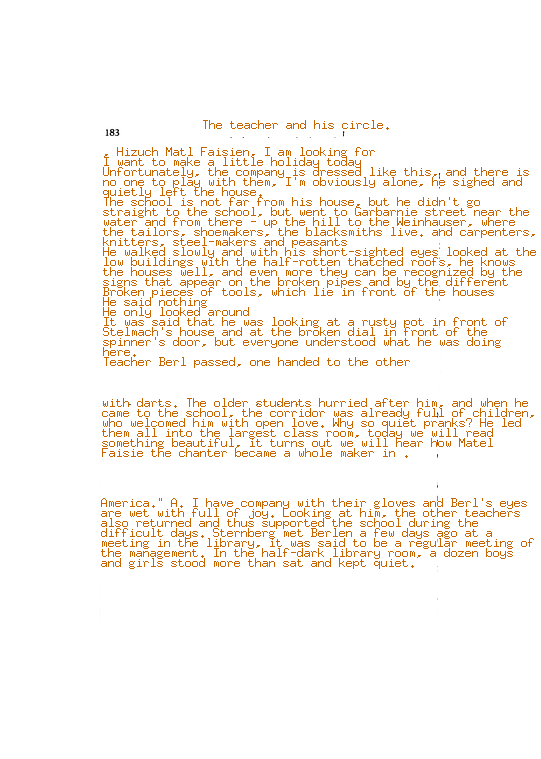 The teacher and his circle.
183
, Hizuch Matl Faisien, I am looking for
I want to make a little holiday today
Unfortunately, the company is dressed like this, and there is
no one to play with them, I'm obviously alone, he sighed and
quietly left the house.
The school is not far from his house, but he didn't go
straight to the school, but went to Garbarnie street near the
water and from there - up the hill to the Weinhauser, where
the tailors, shoemakers, the blacksmiths live, and carpenters,
knitters, steel-makers and peasants
He walked slowly and with his short-sighted eyes looked at the
low buildings with the half-rotten thatched roofs, he knows
the houses well, and even more they can be recognized by the
signs that appear on the broken pipes and by the different
Broken pieces of tools, which lie in front of the houses
He said nothing
He only looked around
It was said that he was looking at a rusty pot in front of
Stelmach's house and at the broken dial in front of the
spinner's door, but everyone understood what he was doing
here.
Teacher Berl passed, one handed to the other
with darts. The older students hurried after him, and when he
came to the school, the corridor was already full of children,
who welcomed him with open love. Why so quiet pranks? He led
them all into the largest class room, today we will read
something beautiful, it turns out we will hear how Matel
Faisie the chanter became a whole maker in .
America." A. I have company with their gloves and Berl's eyes
are wet with full of joy. Looking at him, the other teachers
also returned and thus supported the school during the
difficult days. Sternberg met Berlen a few days ago at a
meeting in the library, it was said to be a regular meeting of
the management. In the half-dark library room, a dozen boys
and girls stood more than sat and kept quiet.